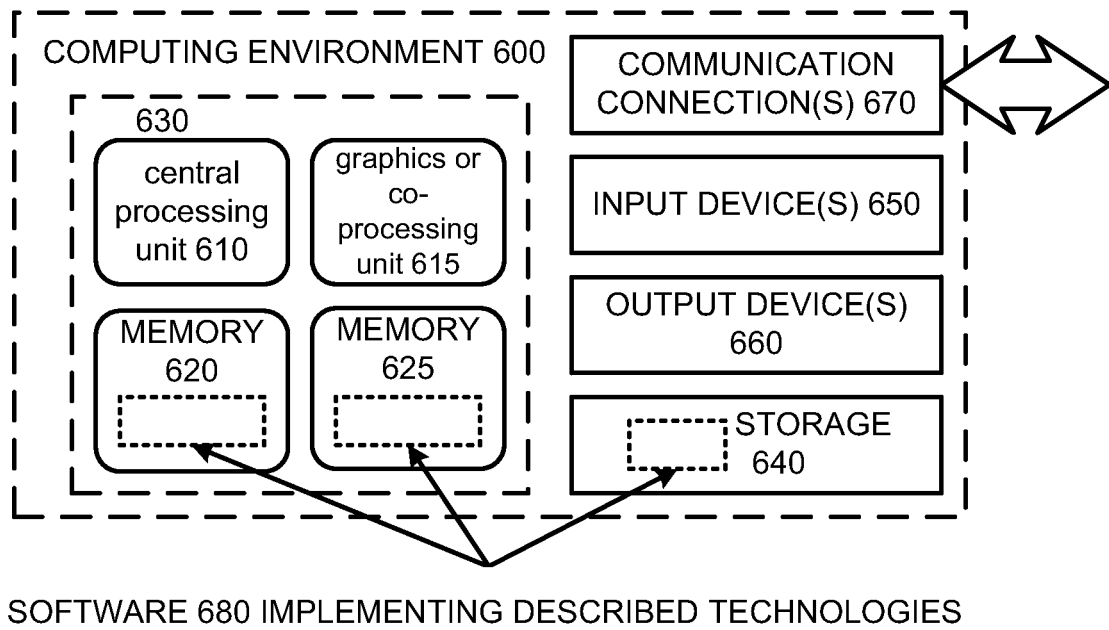 COMPUTING ENVIRONMENT 600
630
central
processing
unit 610
graphics or
co-
processing
unit 615
MEMORY
620
MEMORY
625
COMMUNICATION
CONNECTION(S) 670
INPUT DEVICE(S) 650
OUTPUT DEVICE(S)
660
STORAGE
640
SOFTWARE 680 IMPLEMENTING DESCRIBED TECHNOLOGIES